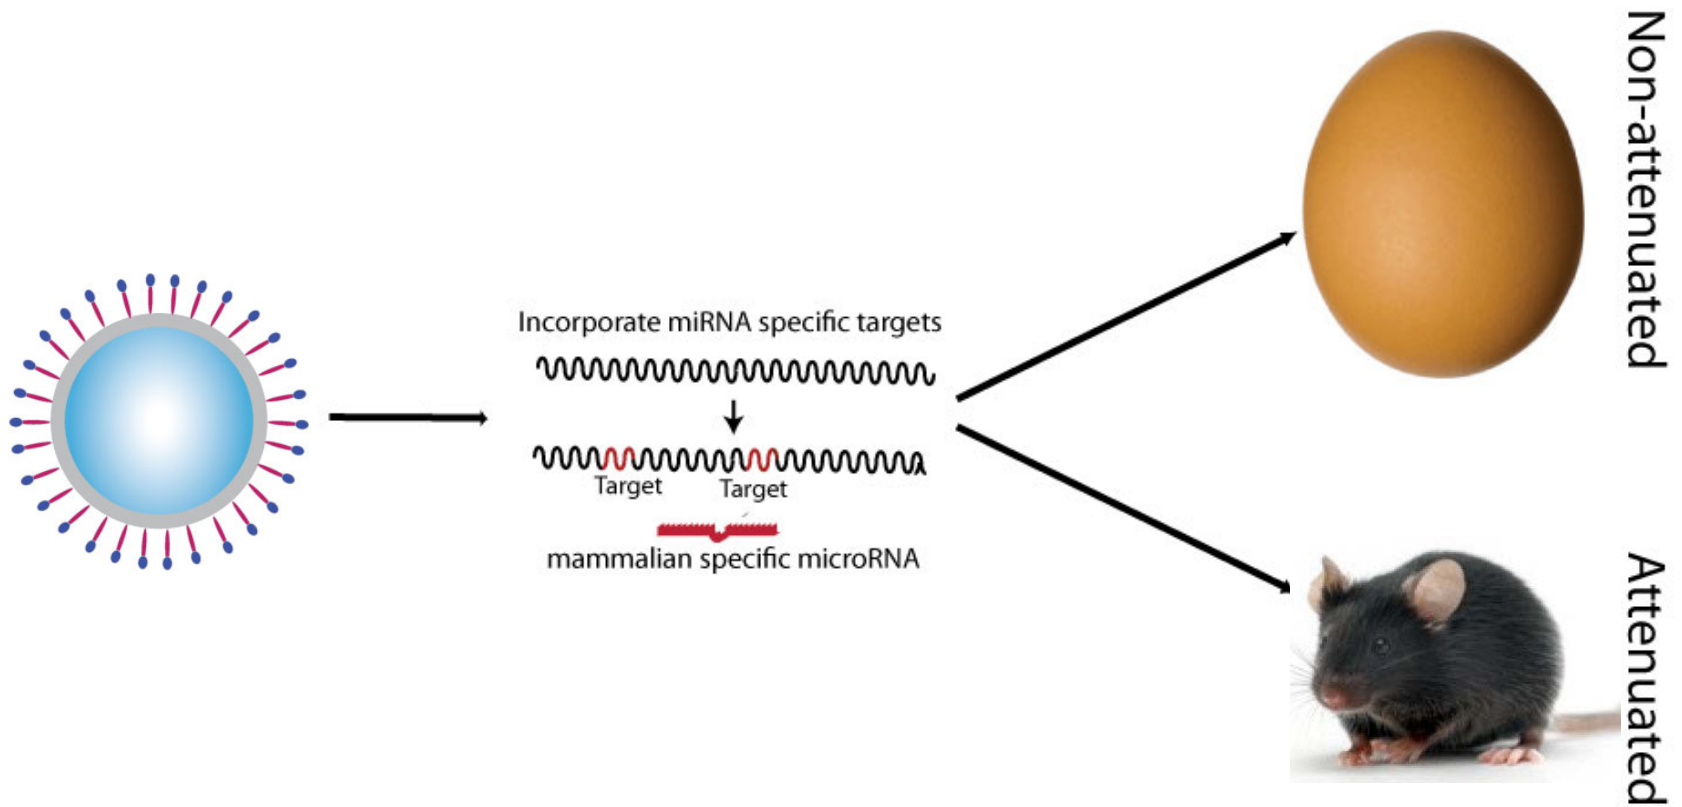 Incorporate miRNA specific targets
Target
Target
mammalian specific microRNA
Non-attenuated
Attenuated